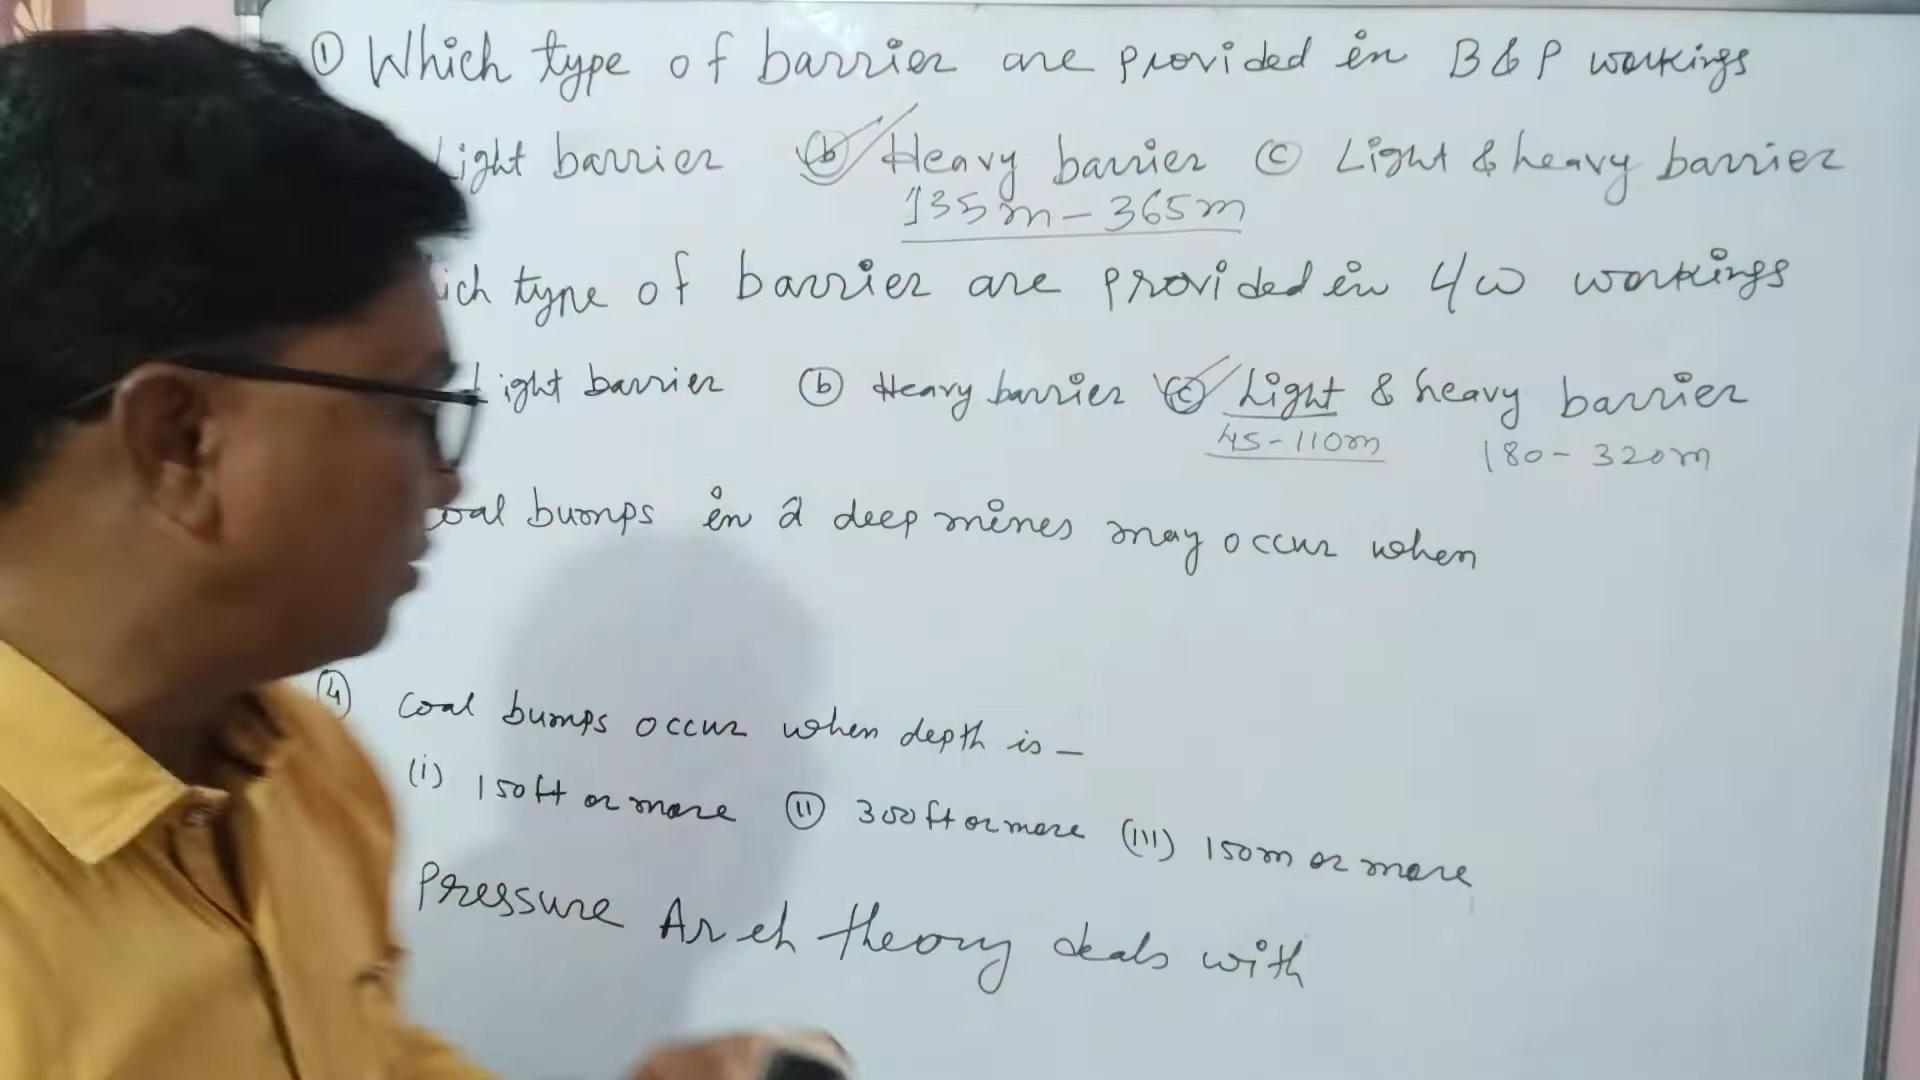 ① Which type of barrier are provided in B & P workings
Light barrier ⓑ Heavy barrier ⓒ Light & heavy barrier
135m - 365m
ich type of barrier are provided in 4w workings
Light barrier ⓑ Heavy barrier ⓒ Light & heavy barrier
45-110m 180-320m
coal bumps in a deep mines may occur when
④ coal bumps occur when depth is -
(i) 150ft or more (II) 300ft or more (III) 150m or more
Pressure Arch theory deals with